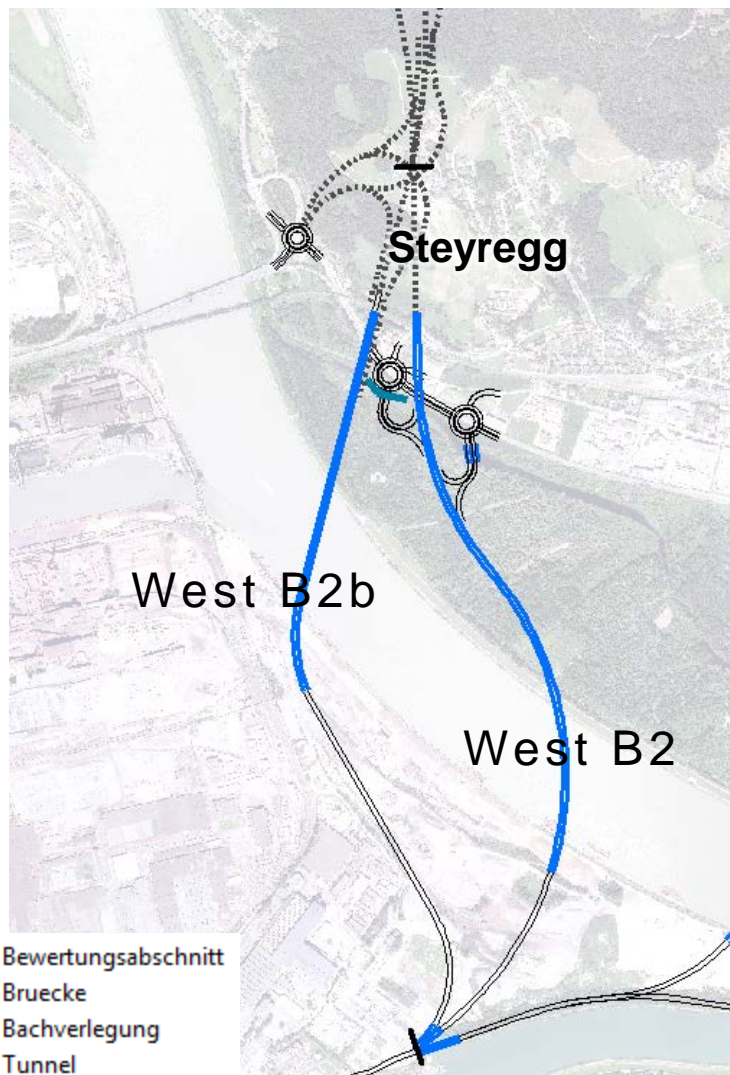 Steyregg
West B2b
West B2
Bewertungsabschnitt
Bruecke
Bachverlegung
Tunnel